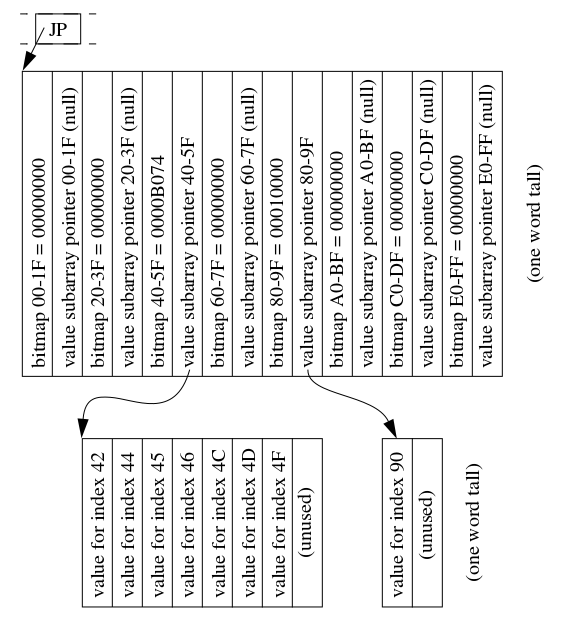 JP
bitmap 00-1F = 00000000
value subarray pointer 00-1F (null)
bitmap 20-3F = 00000000
value subarray pointer 20-3F (null)
bitmap 40-5F = 0000B074
value subarray pointer 40-5F
bitmap 60-7F = 00000000
value subarray pointer 60-7F (null)
bitmap 80-9F = 00010000
value subarray pointer 80-9F
bitmap A0-BF = 00000000
value subarray pointer A0-BF (null)
bitmap C0-DF = 00000000
value subarray pointer C0-DF (null)
bitmap E0-FF = 00000000
value subarray pointer E0-FF (null)
(one word tall)
value for index 42
value for index 44
value for index 45
value for index 46
value for index 4C
value for index 4D
value for index 4F
(unused)
value for index 90
(unused)
(one word tall)